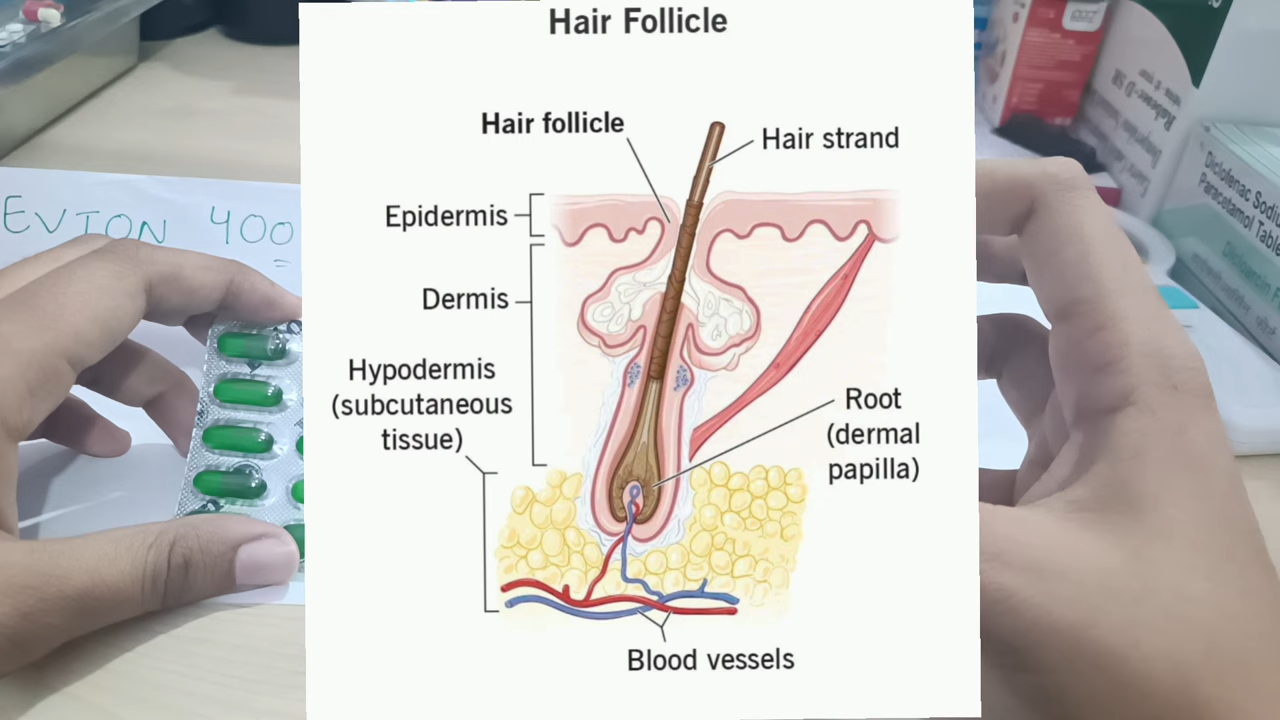 Hair Follicle
Hair follicle
Hair strand
Epidermis
Dermis
Hypodermis
(subcutaneous
tissue)
Root
(dermal
papilla)
Blood vessels
EVION 400
Diclofenac Sodi
Paracetamol Table